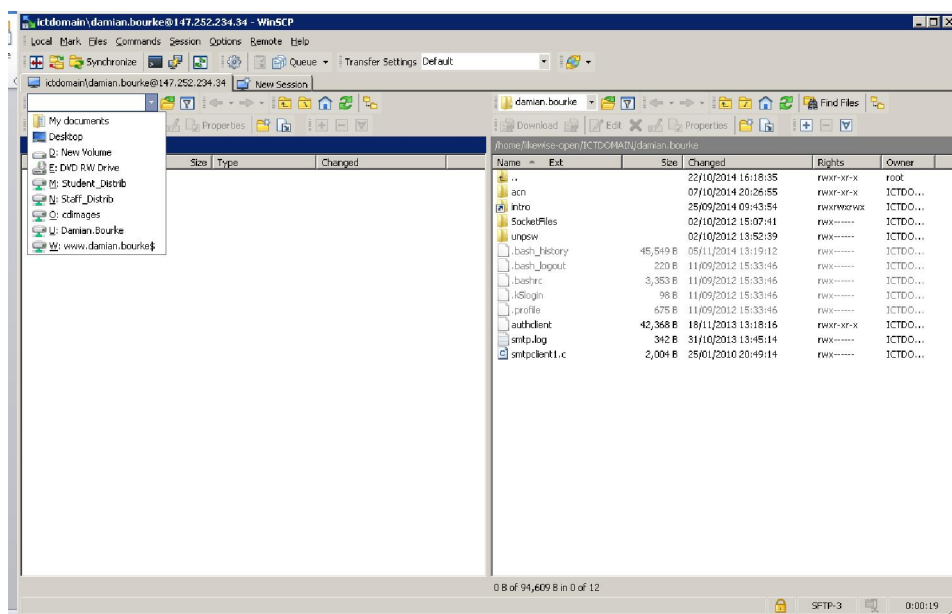 ictdomain\damian.bourke@147.252.234.34 - WinSCP
Local Mark Files Commands Session Options Remote Help
Synchronize Queue Transfer Settings Default
ictdomain\damian.bourke@147.252.234.34 New Session
damian.bourke Find Files
Properties Download Edit Properties
My documents
Desktop
D: New Volume
E: DVD RW Drive
M: Student_Distrib
N: Staff_Distrib
O: cdimages
U: Damian.Bourke
W: www.damian.bourke$
Size Type Changed
/home/likewise-open/ICTDOMAIN/damian.bourke
Name Ext Size Changed Rights Owner
.. 22/10/2014 16:18:35 rwxr-xr-x root
acn 07/10/2014 20:26:55 rwxr-xr-x ICTDO...
intro 25/09/2014 09:43:54 rwxrwxrwx ICTDO...
SocketFiles 02/10/2012 15:07:41 rwx------ ICTDO...
unpsw 02/10/2012 13:52:39 rwx------ ICTDO...
.bash_history 45,549 B 05/11/2014 13:19:12 rwx------ ICTDO...
.bash_logout 220 B 11/09/2012 15:33:46 rwx------ ICTDO...
.bashrc 3,353 B 11/09/2012 15:33:46 rwx------ ICTDO...
.k5login 98 B 11/09/2012 15:33:46 rwx------ ICTDO...
.profile 675 B 11/09/2012 15:33:46 rwx------ ICTDO...
authclient 42,368 B 18/11/2013 13:18:16 rwxr-xr-x ICTDO...
smtp.log 342 B 31/10/2013 13:45:14 rwx------ ICTDO...
smtpclient1.c 2,004 B 25/01/2010 20:49:14 rwx------ ICTDO...
0 B of 94,609 B in 0 of 12
SFTP-3 0:00:19